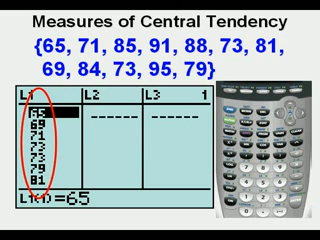 Measures of Central Tendency
{65, 71, 85, 91, 88, 73, 81,
69, 84, 73, 95, 79}
L1 L2 L3 1
65 ------ ------
69
71
73
73
79
81
L1(1)=65